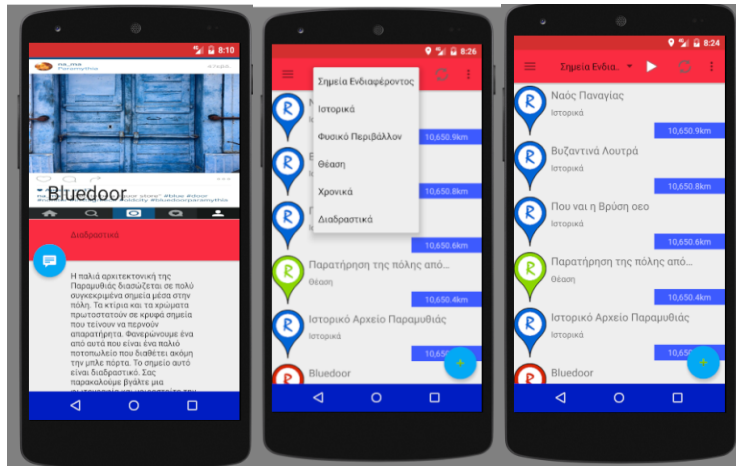 8:10
na_ma
Paramythia
Bluedoor
#blue #door
#bluedoorparamythia
Διαδραστικά
Η παλιά αρχιτεκτονική της
Παραμυθιάς διασώζεται σε πολύ
συγκεκριμένα σημεία μέσα στην
πόλη. Τα κτίρια και τα χρώματα
πρωτοστατούν σε κρυφά σημεία
που τείνουν να περνούν
απαρατήρητα. Φανερώνουμε ένα
από αυτά που είναι ένα παλιό
ποτοπωλείο που διαθέτει ακόμη
την μπλε πόρτα. Το σημείο αυτό
είναι διαδραστικό. Σας
παρακαλούμε βγάλτε μια
8:26
Σημεία Ενδιαφέροντος
Ιστορικά
Φυσικό Περιβάλλον
Θέαση
Χρονικά
Διαδραστικά
10,650.9km
10,650.8km
10,650.6km
R
Παρατήρηση της πόλης από...
Θέαση
10,650.4km
R
Ιστορικό Αρχείο Παραμυθιάς
Ιστορικά
R
Bluedoor
8:24
Σημεία Ενδια..
R
Ναός Παναγίας
Ιστορικά
10,650.9km
R
Βυζαντινά Λουτρά
Ιστορικά
10,650.8km
R
Που ναι η Βρύση οεο
Ιστορικά
10,650.6km
R
Παρατήρηση της πόλης από...
Θέαση
10,650.4km
R
Ιστορικό Αρχείο Παραμυθιάς
Ιστορικά
R
Bluedoor